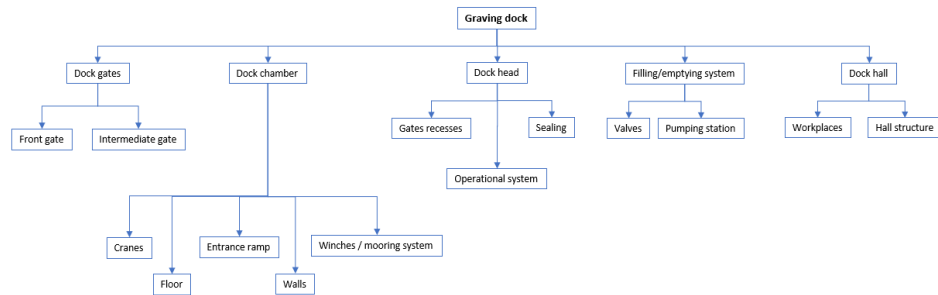 Graving dock
Dock gates
Dock chamber
Dock head
Filling/emptying system
Dock hall
Front gate
Intermediate gate
Gates recesses
Sealing
Valves
Pumping station
Workplaces
Hall structure
Operational system
Cranes
Entrance ramp
Winches / mooring system
Floor
Walls